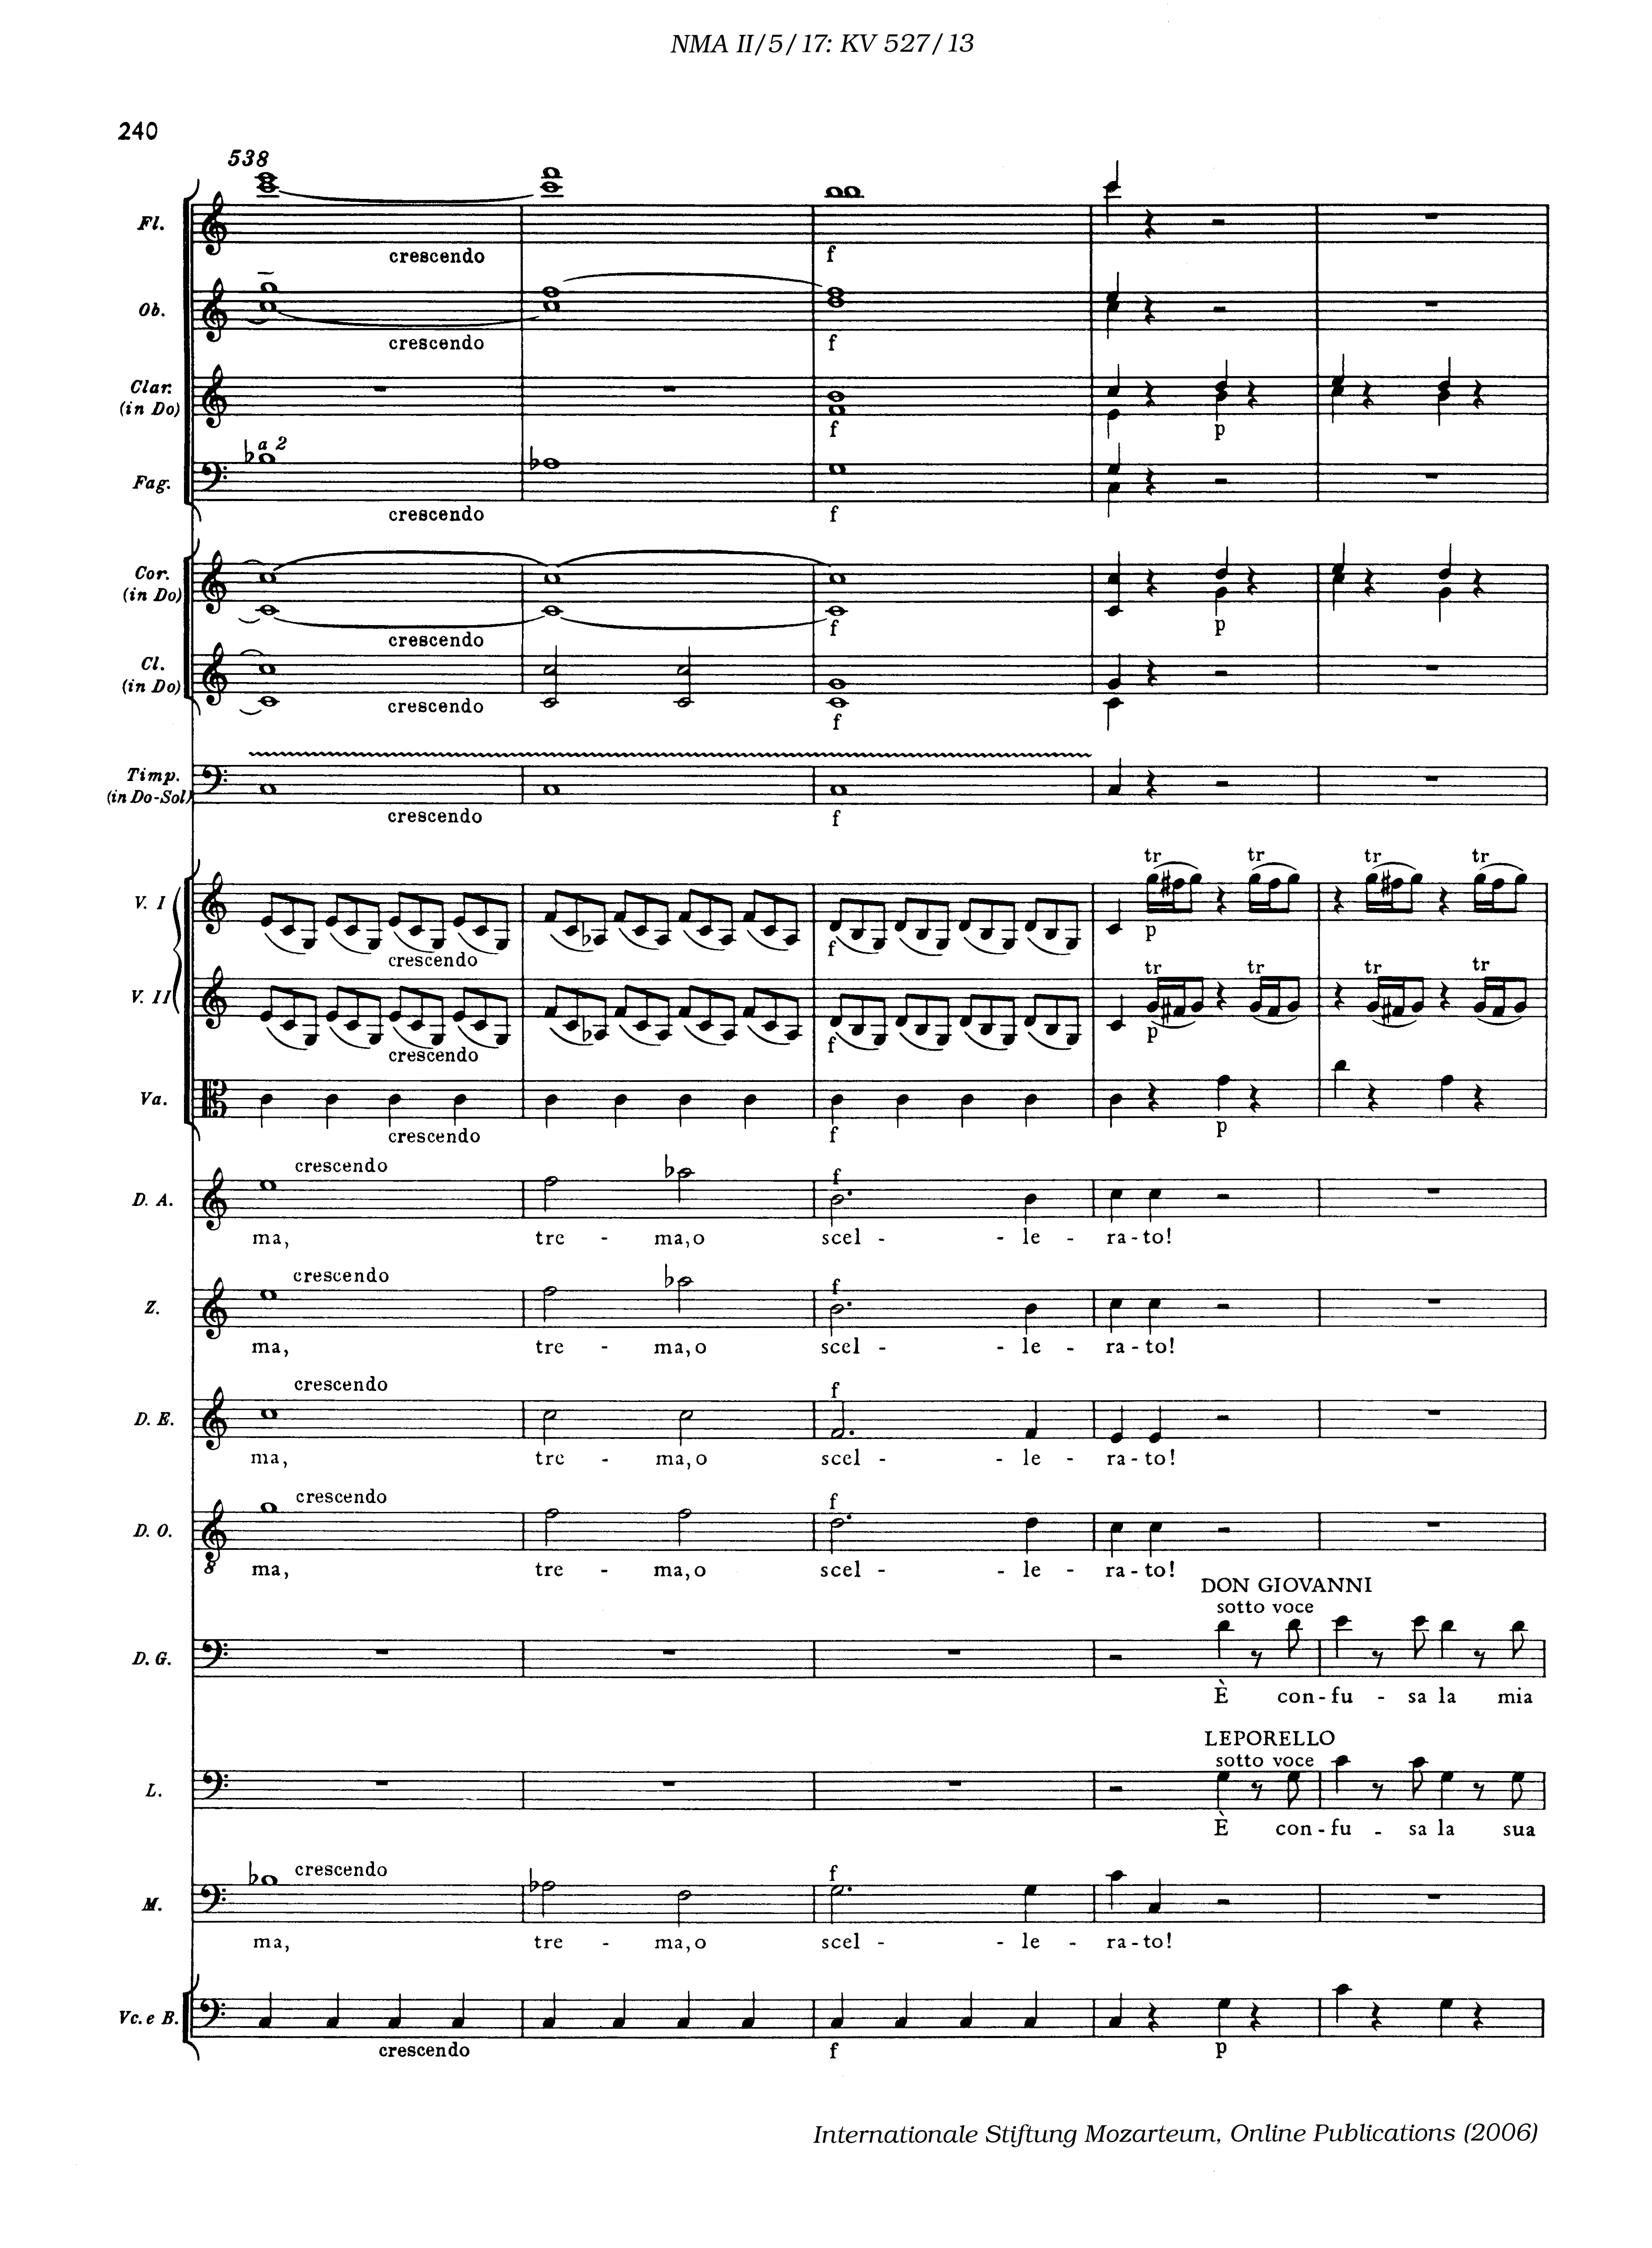 NMA II/5/17: KV 527/13
240
538
Fl.
crescendo
f
Ob.
crescendo
f
Clar.
(in Do)
f
p
a 2
Fag.
crescendo
f
Cor.
(in Do)
crescendo
f
p
Cl.
(in Do)
crescendo
f
Timp.
(in Do-Sol)
crescendo
f
tr tr tr tr
V. I
crescendo
f
p
tr tr tr tr
V. II
crescendo
f
p
Va.
crescendo
f
p
crescendo
f
D. A.
ma, tre - ma, o scel - - le - ra - to!
crescendo
f
Z.
ma, tre - ma, o scel - - le - ra - to!
crescendo
f
D. E.
ma, tre - ma, o scel - - le - ra - to!
crescendo
f
D. O.
8
ma, tre - ma, o scel - - le - ra - to!
DON GIOVANNI
sotto voce
D. G.
È con - fu - sa la mia
LEPORELLO
sotto voce
L.
È con - fu - sa la sua
crescendo
f
M.
ma, tre - ma, o scel - - le - ra - to!
Vc. e B.
crescendo
f
p
Internationale Stiftung Mozarteum, Online Publications (2006)